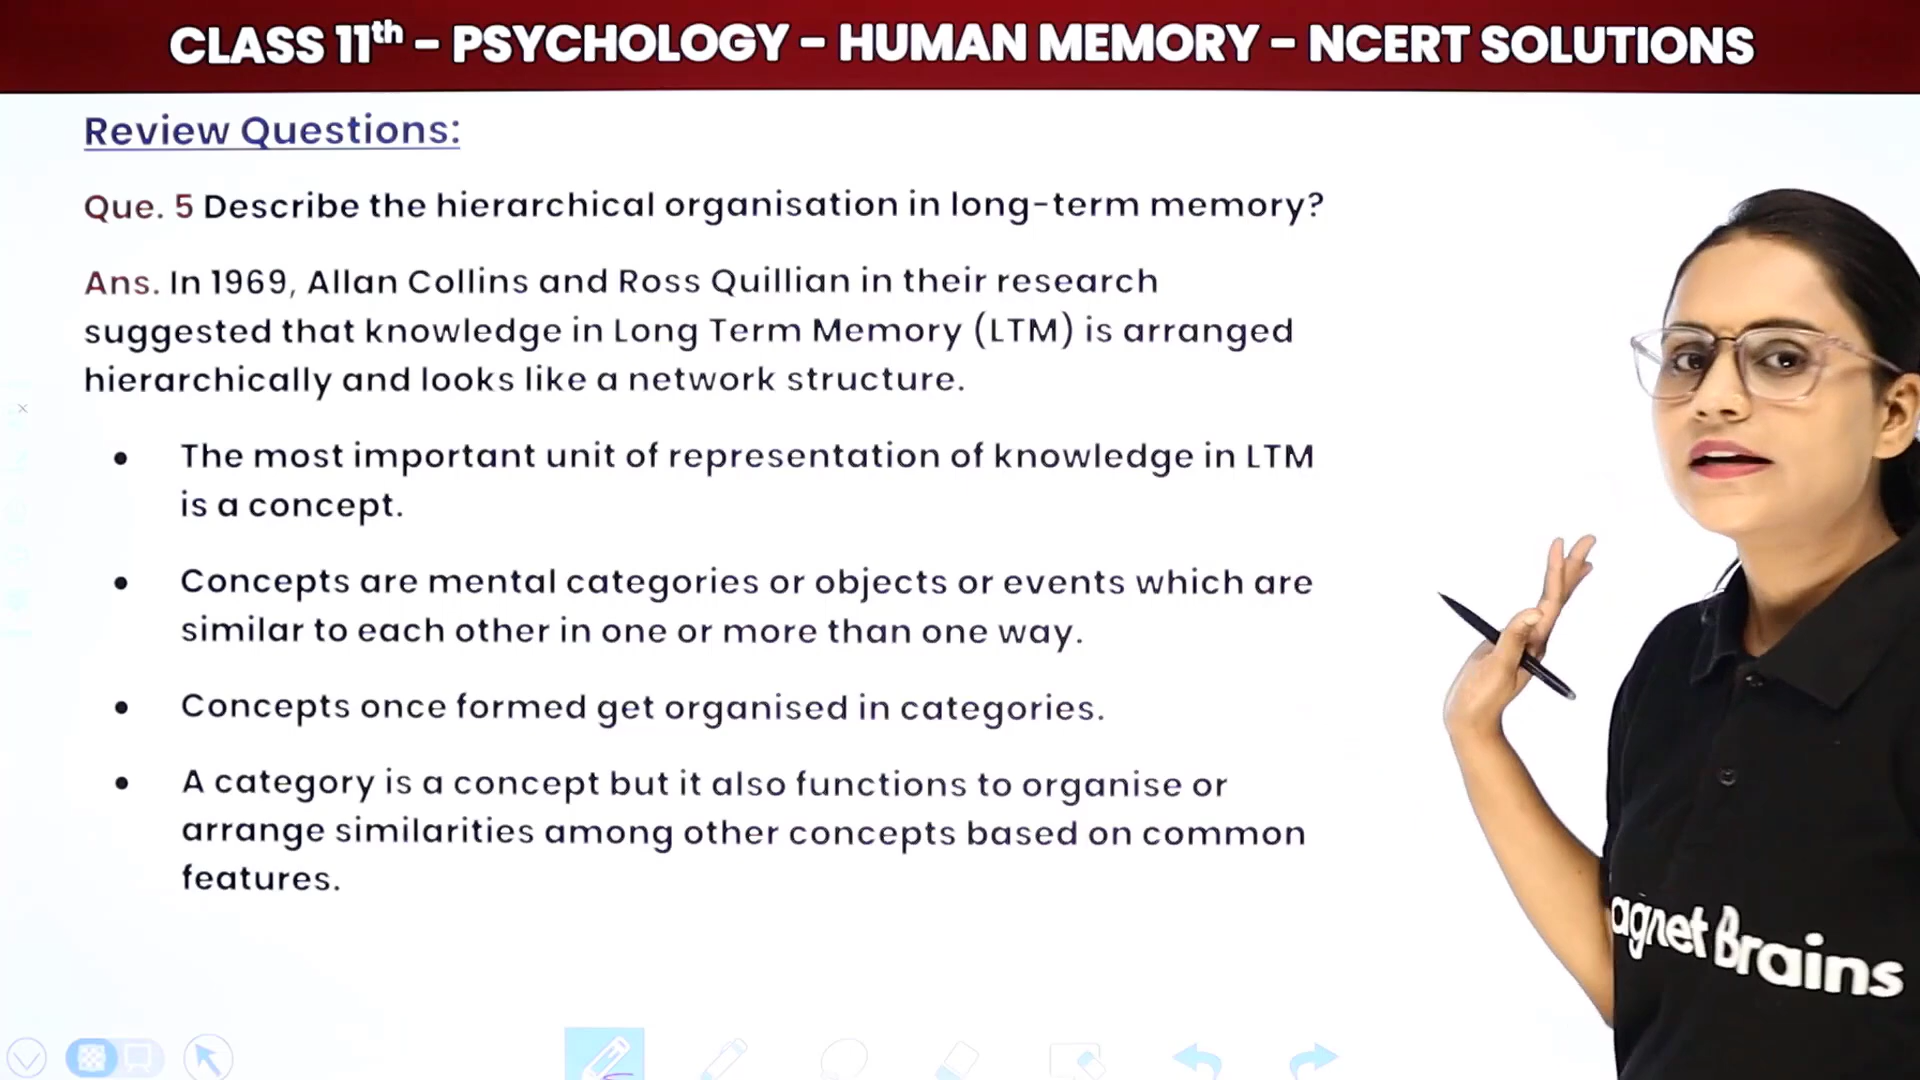 CLASS 11th – PSYCHOLOGY – HUMAN MEMORY – NCERT SOLUTIONS
Review Questions:
Que. 5 Describe the hierarchical organisation in long-term memory?
Ans. In 1969, Allan Collins and Ross Quillian in their research
suggested that knowledge in Long Term Memory (LTM) is arranged
hierarchically and looks like a network structure.
• The most important unit of representation of knowledge in LTM
is a concept.
• Concepts are mental categories or objects or events which are
similar to each other in one or more than one way.
• Concepts once formed get organised in categories.
• A category is a concept but it also functions to organise or
arrange similarities among other concepts based on common
features.
agnet Brains